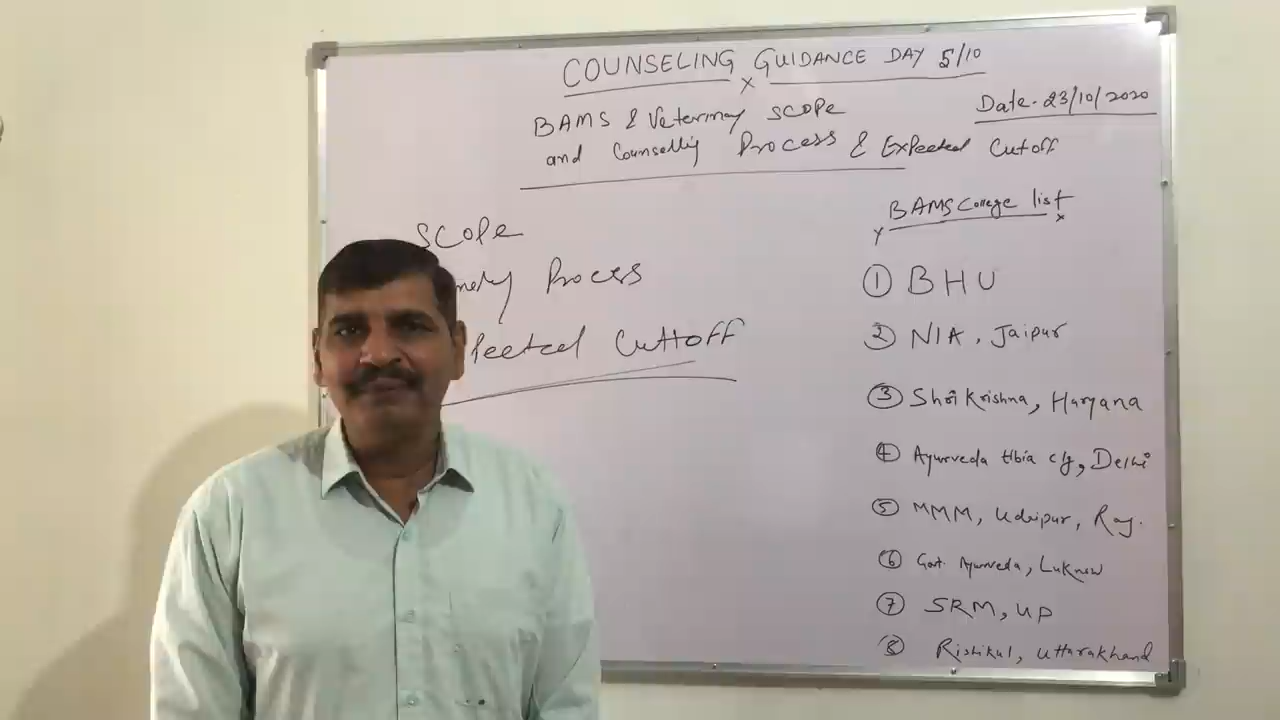 COUNSELING GUIDANCE DAY 5/10
Date. 23/10/2020
BAMS & Veterinary SCOPE
and Counselling Process & Expected Cutoff
SCOPE
Process
Cuttoff
BAMS College list
① BHU
② NIA, Jaipur
③ Shri Krishna, Haryana
④ Ayurveda tibia clg, Delhi
⑤ MMM, Udaipur, Raj.
⑥ Govt. Ayurveda, Luknow
⑦ SRM, UP
⑧ Rishikul, Uttarakhand